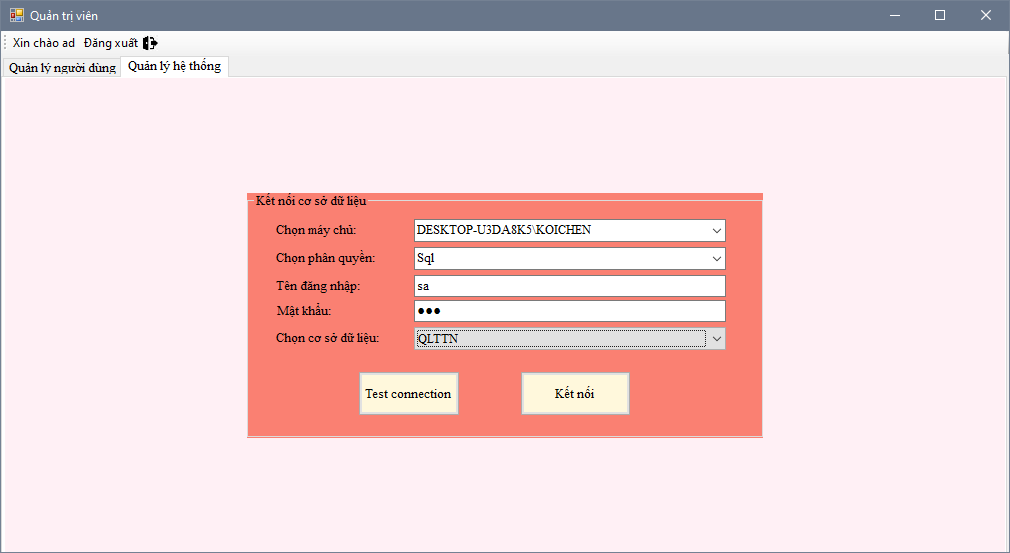 Quản trị viên
Xin chào ad Đăng xuất
Quản lý người dùng Quản lý hệ thống
Kết nối cơ sở dữ liệu
Chọn máy chủ: DESKTOP-U3DA8K5\KOICHEN
Chọn phân quyền: Sql
Tên đăng nhập: sa
Mật khẩu: ●●●
Chọn cơ sở dữ liệu: QLTTN
Test connection Kết nối